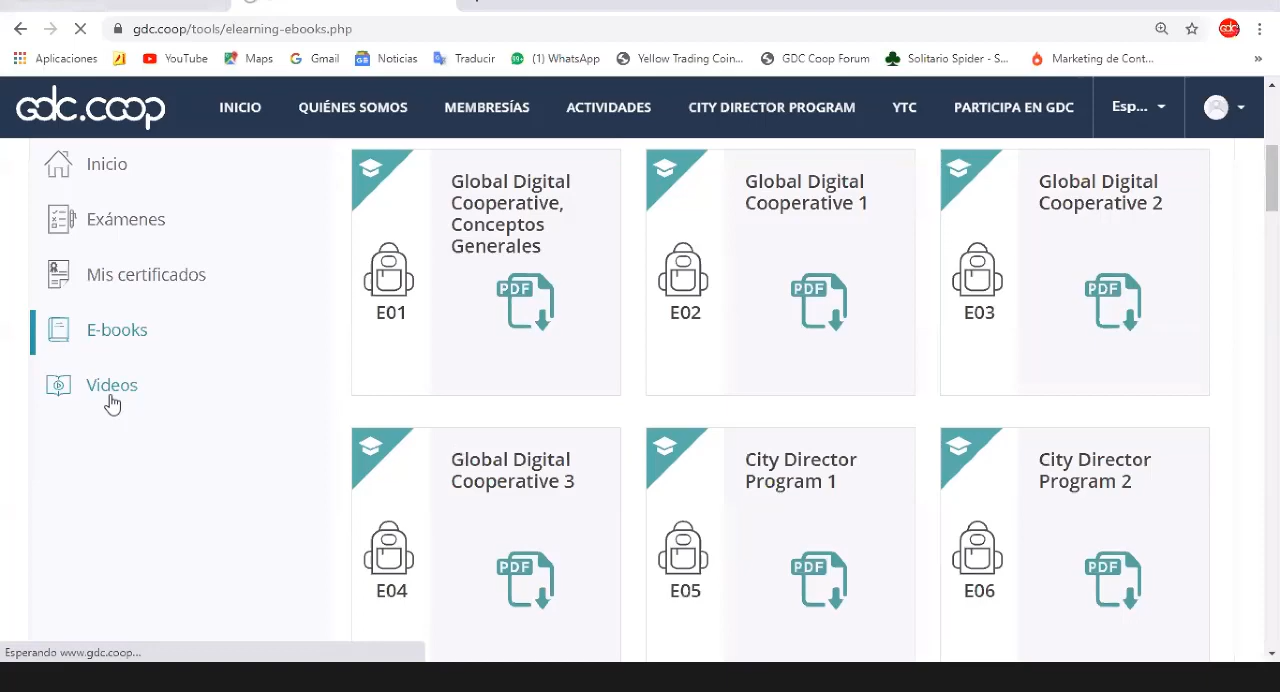 gdc.coop/tools/elearning-ebooks.php
gdc
Aplicaciones YouTube Maps Gmail Noticias Traducir (1) WhatsApp Yellow Trading Coin... GDC Coop Forum Solitario Spider - S... Marketing de Cont... »
gdc.coop INICIO QUIÉNES SOMOS MEMBRESÍAS ACTIVIDADES CITY DIRECTOR PROGRAM YTC PARTICIPA EN GDC Esp...
Inicio
Exámenes
Mis certificados
E-books
Videos
Global Digital
Cooperative,
Conceptos
Generales
PDF
E01
Global Digital
Cooperative 1
PDF
E02
Global Digital
Cooperative 2
PDF
E03
Global Digital
Cooperative 3
PDF
E04
City Director
Program 1
PDF
E05
City Director
Program 2
PDF
E06
Esperando www.gdc.coop...